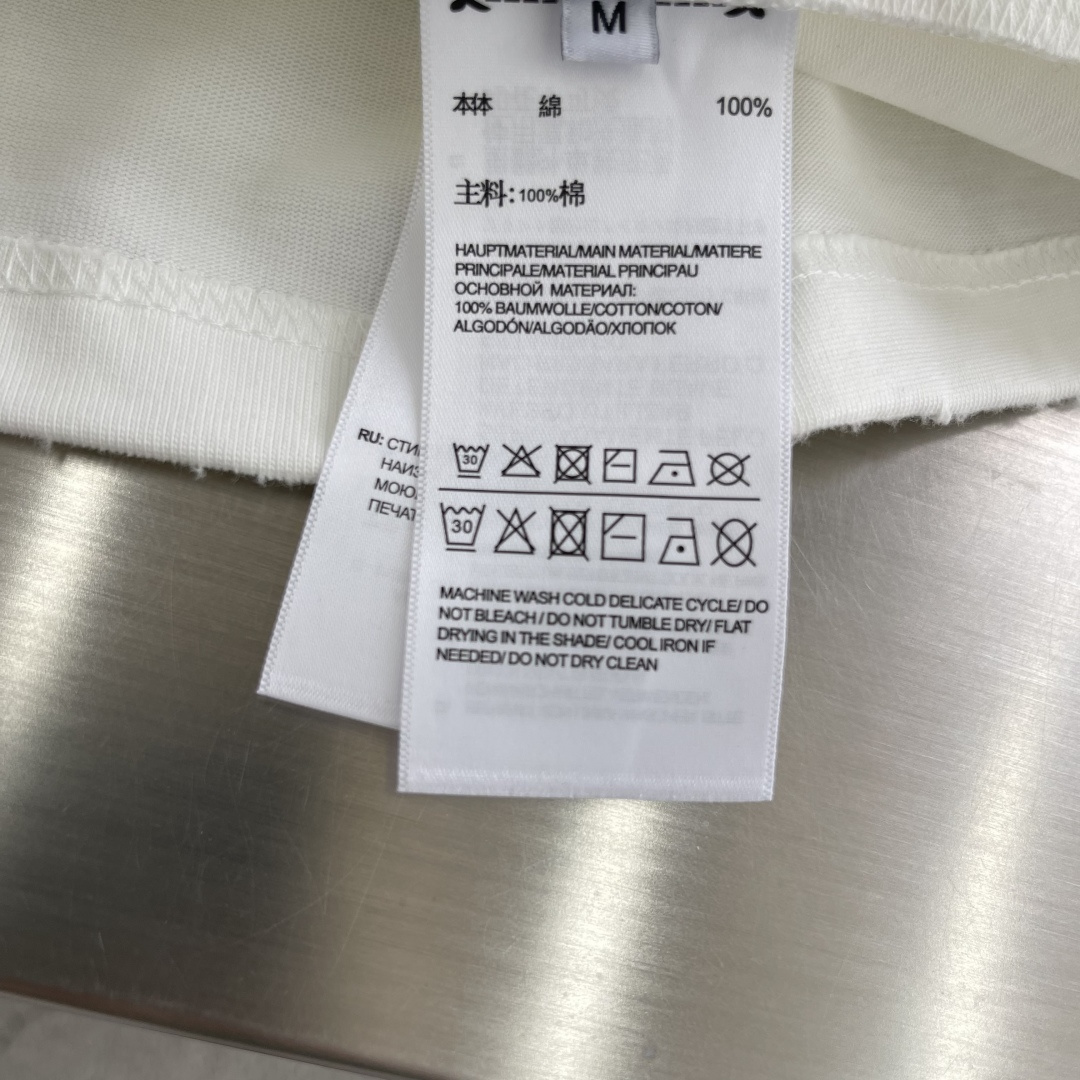 M
本体 綿 100%
主料:100%棉
HAUPTMATERIAL/MAIN MATERIAL/MATIERE
PRINCIPALE/MATERIAL PRINCIPAU
ОСНОВНОЙ МАТЕРИАЛ:
100% BAUMWOLLE/COTTON/COTON/
ALGODÓN/ALGODÃO/ХЛОПОК
RU: СТИ
НАИЗ
МОЮ
ПЕЧАТ
30
30
MACHINE WASH COLD DELICATE CYCLE/ DO
NOT BLEACH / DO NOT TUMBLE DRY/ FLAT
DRYING IN THE SHADE/ COOL IRON IF
NEEDED/ DO NOT DRY CLEAN